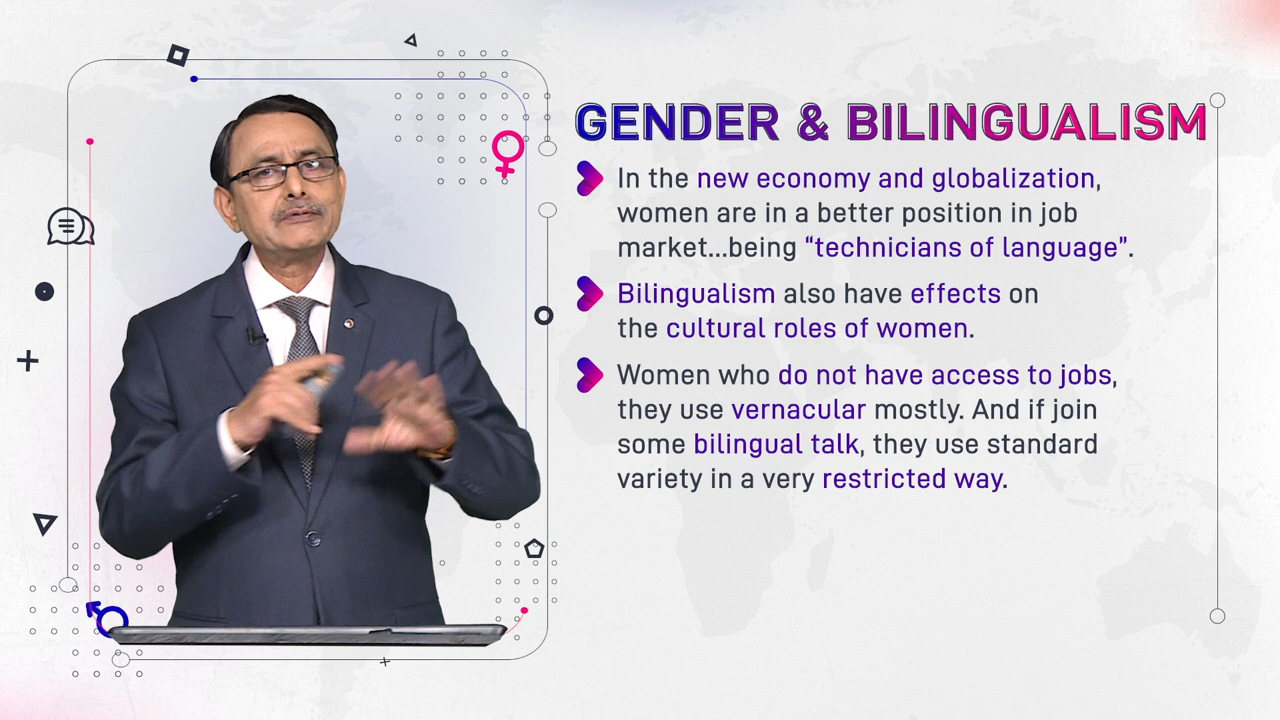 GENDER & BILINGUALISM
In the new economy and globalization,
women are in a better position in job
market...being “technicians of language”.
Bilingualism also have effects on
the cultural roles of women.
Women who do not have access to jobs,
they use vernacular mostly. And if join
some bilingual talk, they use standard
variety in a very restricted way.